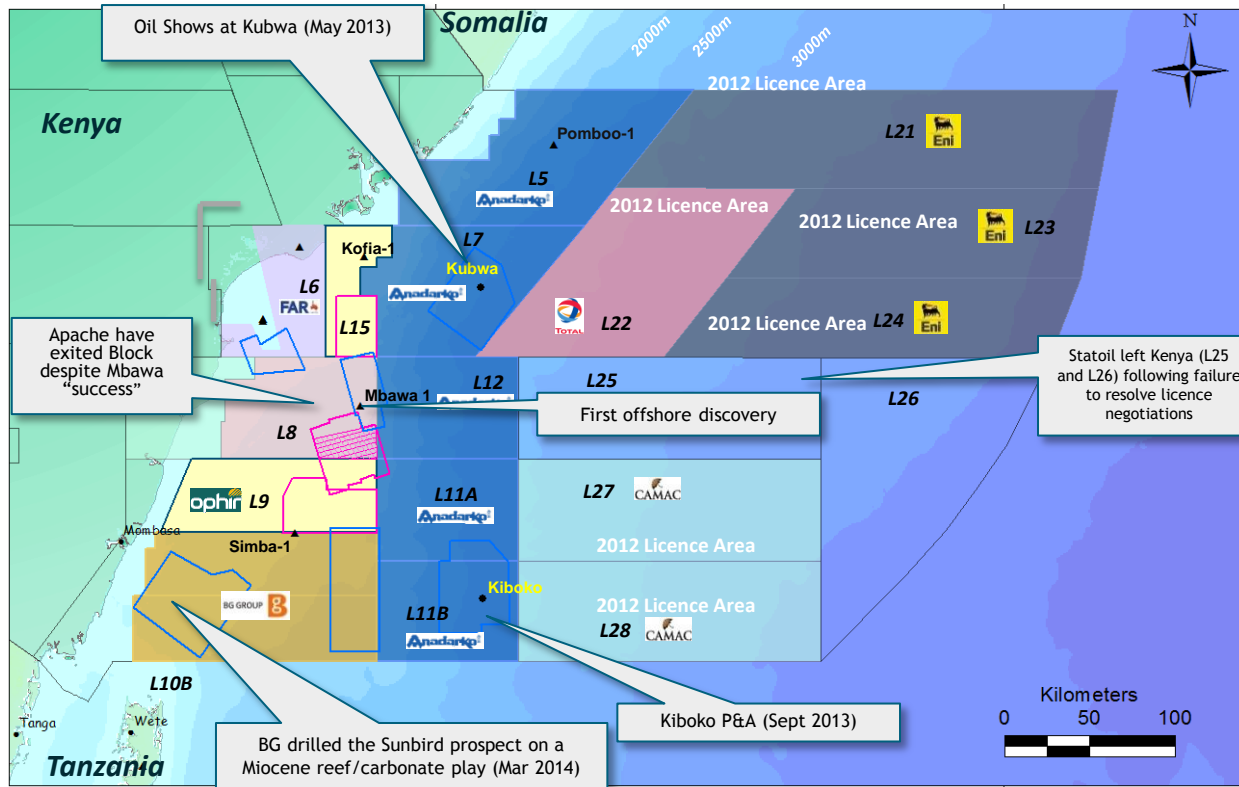 Oil Shows at Kubwa (May 2013)
Somalia
2000m
2500m
3000m
N
2012 Licence Area
2012 Licence Area
Kenya
Pomboo-1
L21
Eni
L5
Anadarko
2012 Licence Area
2012 Licence Area
Eni
L23
Kofia-1
L7
Kubwa
L6
FAR
Anadarko
L15
TOTAL
L22
2012 Licence Area
L24
Eni
Apache have
exited Block
despite Mbawa
“success”
Mbawa 1
L12
Anadarko
L25
L26
Statoil left Kenya (L25
and L26) following failure
to resolve licence
negotiations
First offshore discovery
L8
ophir
L9
L11A
Anadarko
L27
CAMAC
2012 Licence Area
Mombasa
Simba-1
Kiboko
BG GROUP
L11B
Anadarko
2012 Licence Area
L28
CAMAC
L10B
Tanga
Wete
Kiboko P&A (Sept 2013)
BG drilled the Sunbird prospect on a
Miocene reef/carbonate play (Mar 2014)
Tanzania
Kilometers
0 50 100